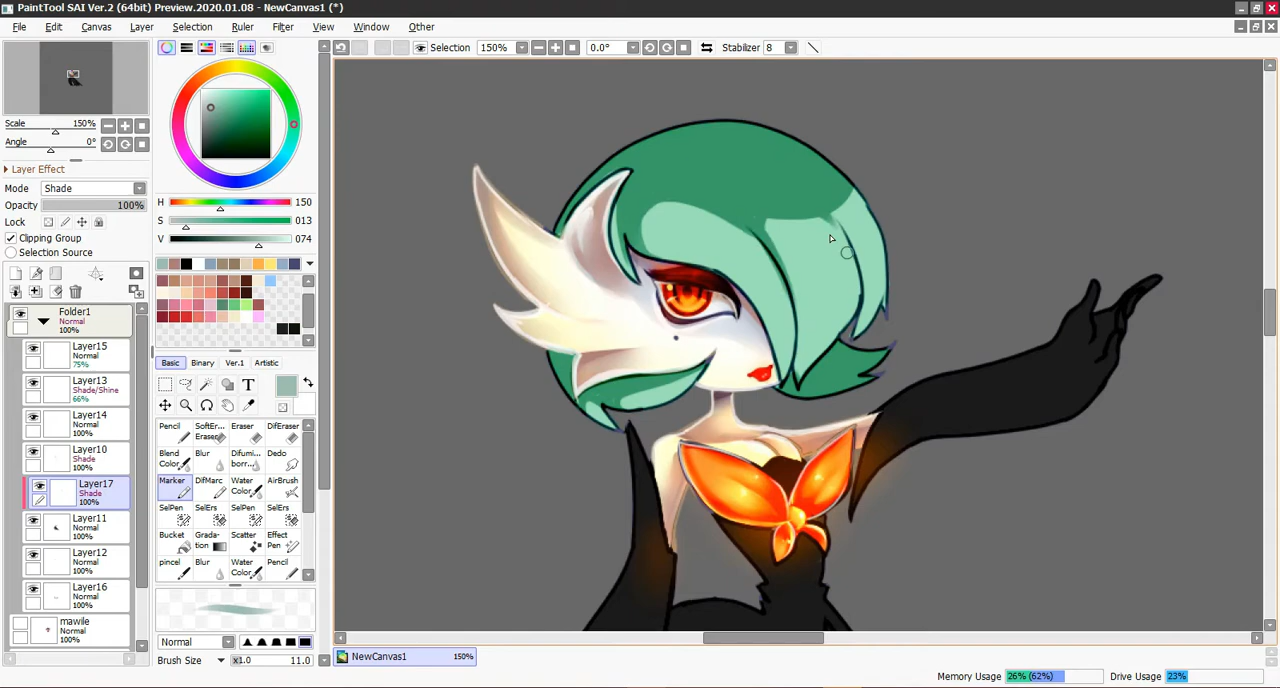 PaintTool SAI Ver.2 (64bit) Preview.2020.01.08 - NewCanvas1 (*)
File Edit Canvas Layer Selection Ruler Filter View Window Other
Selection 150% 0.0° Stabilizer 8
Scale 150%
Angle 0°
Layer Effect
Mode Shade
Opacity 100%
Lock
Clipping Group
Selection Source
Folder1
Normal
100%
Layer15
Normal
75%
Layer13
Shade/Shine
66%
Layer14
Normal
100%
Layer10
Shade
100%
Layer17
Shade
100%
Layer11
Normal
100%
Layer12
Normal
100%
Layer16
Normal
100%
mawile
Normal
100%
H 150
S 013
V 074
Basic Binary Ver.1 Artistic
T
Pencil SoftEr... Eraser Eraser DifEraser
Blend Color... Blur Difumi... borr... Dedo
Marker DifMarc Water Color... AirBrush
SelPen SelErs SelPen SelErs
Bucket Grada- tion Scatter Effect Pen
pincel Blur Water Color... Pencil
Normal
Brush Size x1.0 11.0
NewCanvas1 150%
Memory Usage 26% (62%) Drive Usage 23%